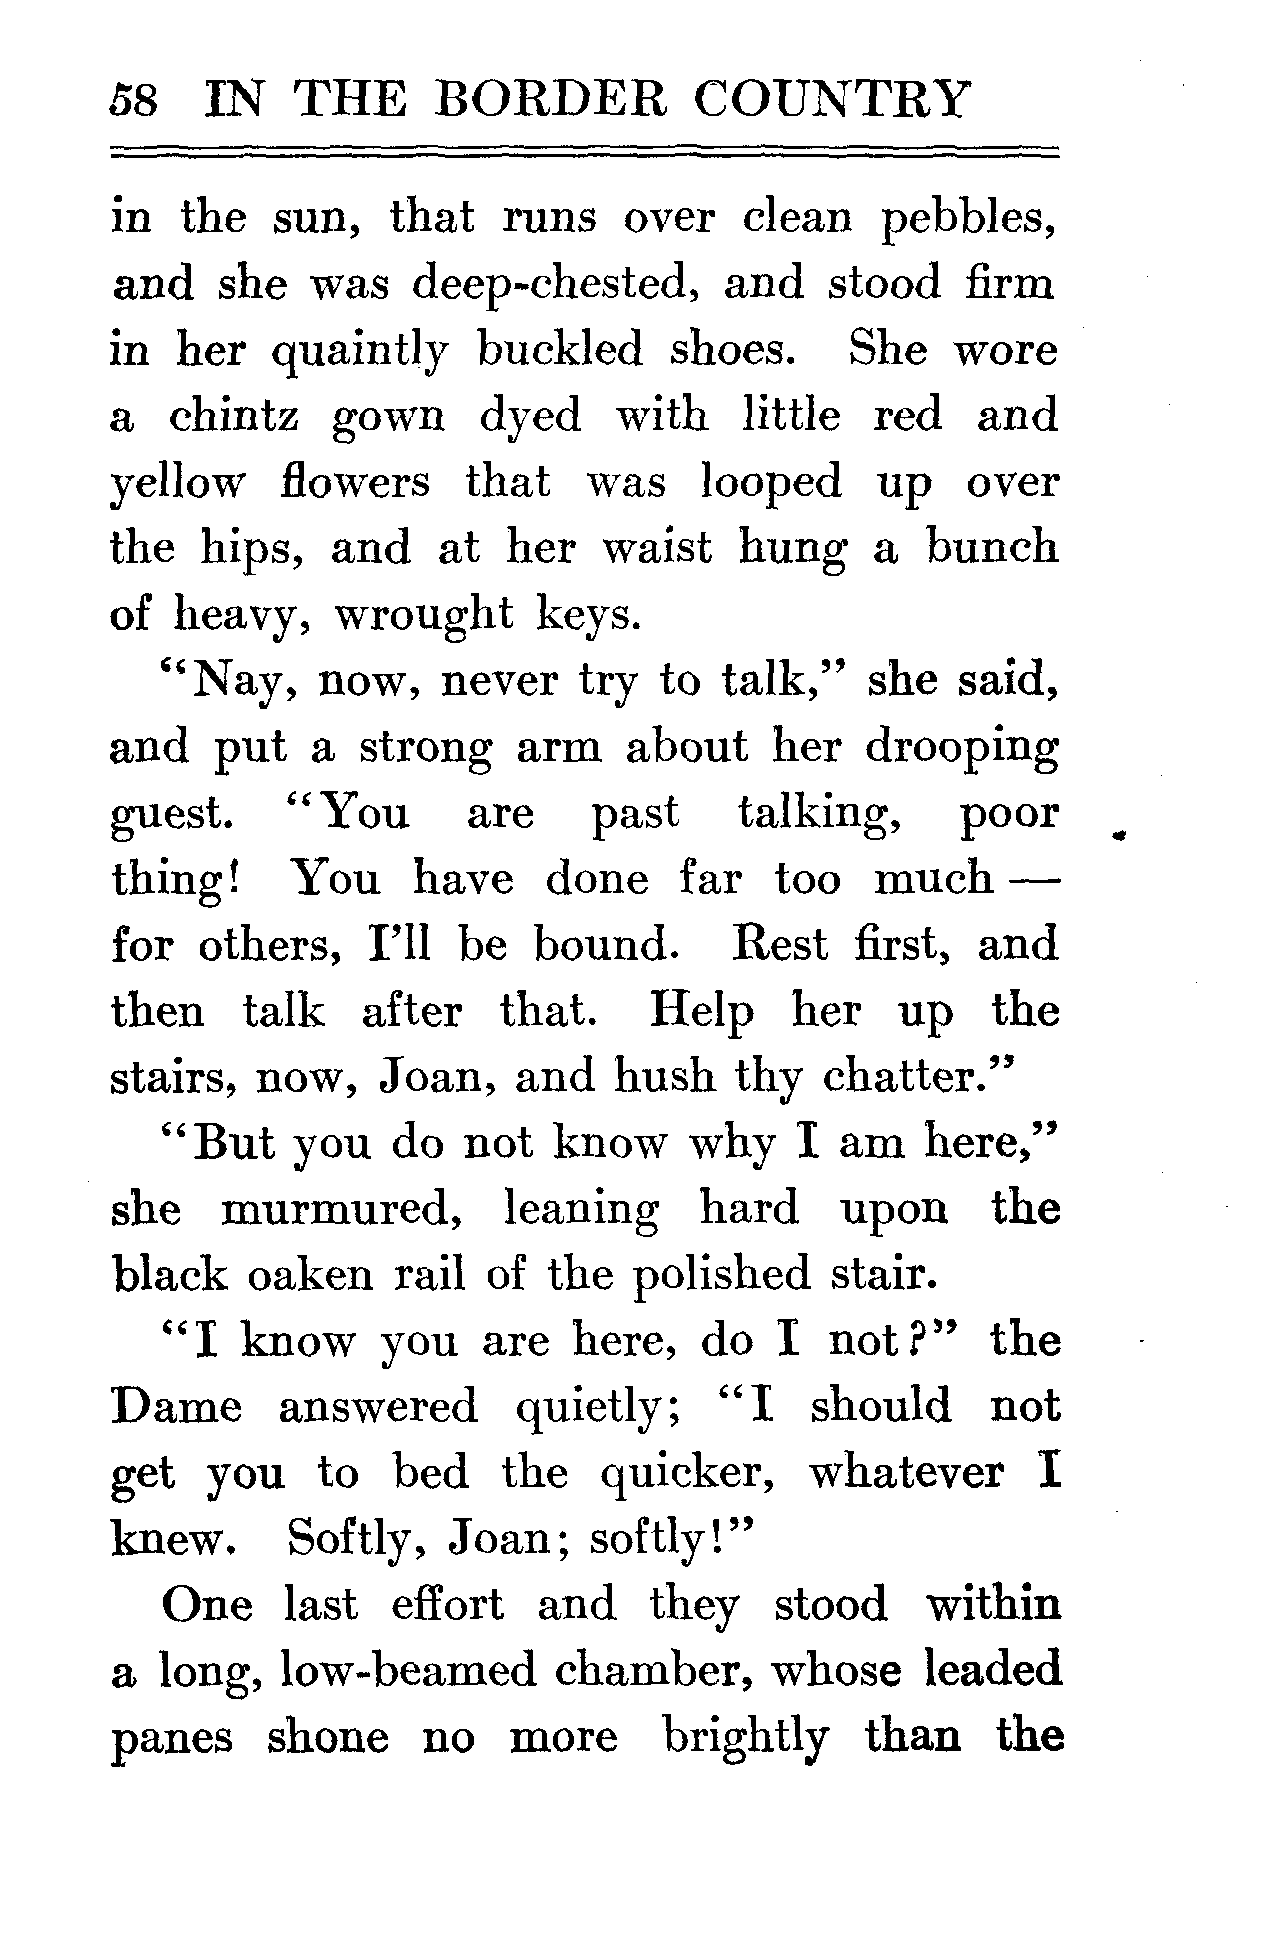 58 IN THE BORDER COUNTRY
in the sun, that runs over clean pebbles,
and she was deep-chested, and stood firm
in her quaintly buckled shoes. She wore
a chintz gown dyed with little red and
yellow flowers that was looped up over
the hips, and at her waist hung a bunch
of heavy, wrought keys.
“Nay, now, never try to talk,” she said,
and put a strong arm about her drooping
guest. “You are past talking, poor
thing! You have done far too much —
for others, I’ll be bound. Rest first, and
then talk after that. Help her up the
stairs, now, Joan, and hush thy chatter.”
“But you do not know why I am here,”
she murmured, leaning hard upon the
black oaken rail of the polished stair.
“I know you are here, do I not?” the
Dame answered quietly; “I should not
get you to bed the quicker, whatever I
knew. Softly, Joan; softly!”
One last effort and they stood within
a long, low-beamed chamber, whose leaded
panes shone no more brightly than the